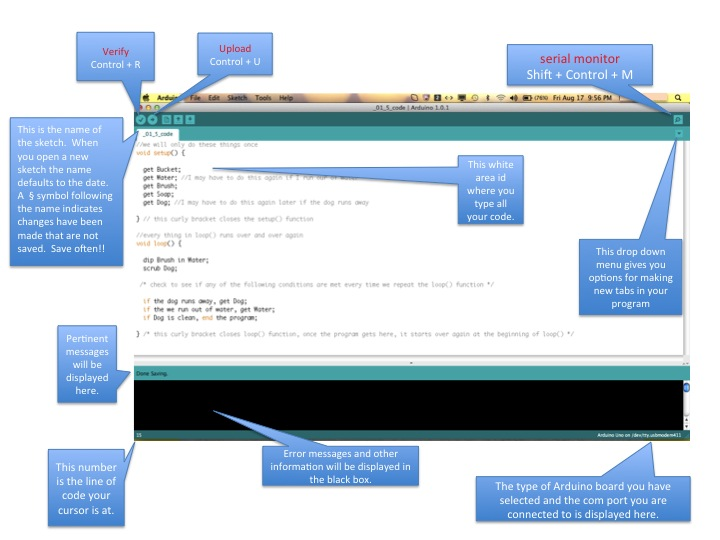 Verify
Control + R
Upload
Control + U
serial monitor
Shift + Control + M
Arduino File Edit Sketch Tools Help
(76%) Fri Aug 17 9:56 PM
_01_5_code | Arduino 1.0.1
This is the name of
the sketch. When
you open a new
sketch the name
defaults to the date.
A § symbol following
the name indicates
changes have been
made that are not
saved. Save often!!
_01_5_code
//we will only do these things once
void setup() {
get Bucket;
get Water; //I may have to do this again if I run out of
get Brush;
get Soap;
get Dog; //I may have to do this again later if the dog runs away
} // this curly bracket closes the setup() function
//every thing in loop() runs over and over again
void loop() {
dip Brush in Water;
scrub Dog;
/* check to see if any of the following conditions are met every time we repeat the loop() function */
if the dog runs away, get Dog;
if the we run out of water, get Water;
if Dog is clean, end the program;
} /* this curly bracket closes loop() function, once the program gets here, it starts over again at the beginning of loop() */
This white
area id
where you
type all
your code.
This drop down
menu gives you
options for making
new tabs in your
program
Pertinent
messages
will be
displayed
here.
Done Saving.
15
Arduino Uno on /dev/tty.usbmodem411
This number
is the line of
code your
cursor is at.
Error messages and other
information will be displayed in
the black box.
The type of Arduino board you have
selected and the com port you are
connected to is displayed here.